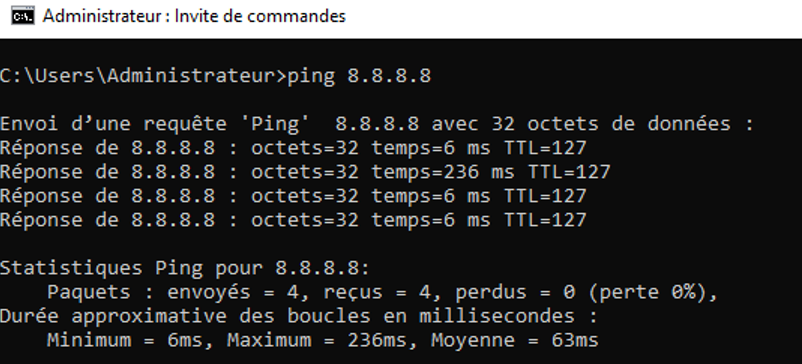 Administrateur : Invite de commandes
C:\Users\Administrateur>ping 8.8.8.8
Envoi d’une requête 'Ping'  8.8.8.8 avec 32 octets de données :
Réponse de 8.8.8.8 : octets=32 temps=6 ms TTL=127
Réponse de 8.8.8.8 : octets=32 temps=236 ms TTL=127
Réponse de 8.8.8.8 : octets=32 temps=6 ms TTL=127
Réponse de 8.8.8.8 : octets=32 temps=6 ms TTL=127
Statistiques Ping pour 8.8.8.8:
    Paquets : envoyés = 4, reçus = 4, perdus = 0 (perte 0%),
Durée approximative des boucles en millisecondes :
    Minimum = 6ms, Maximum = 236ms, Moyenne = 63ms